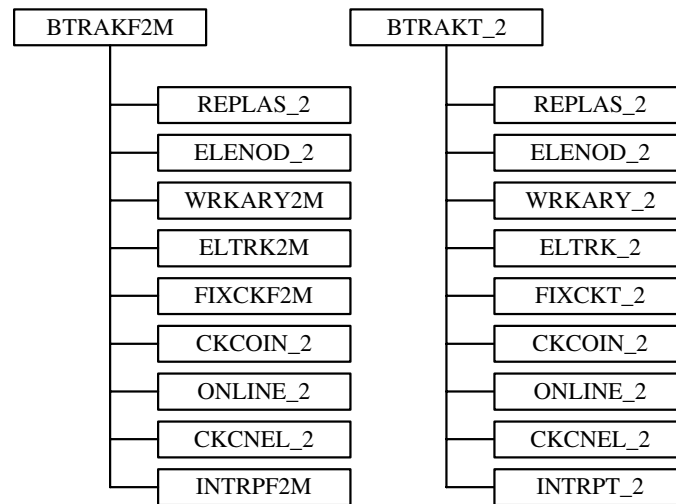 BTRAKF2M
REPLAS_2
ELENOD_2
WRKARY2M
ELTRK2M
FIXCKF2M
CKCOIN_2
ONLINE_2
CKCNEL_2
INTRPF2M
BTRAKT_2
REPLAS_2
ELENOD_2
WRKARY_2
ELTRK_2
FIXCKT_2
CKCOIN_2
ONLINE_2
CKCNEL_2
INTRPT_2